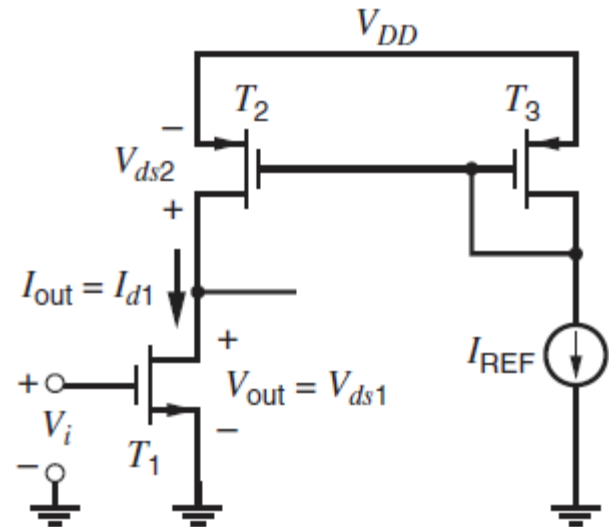 V_DD
T_2
T_3
−
V_ds2
+
I_out = I_d1
+
V_out = V_ds1
−
+
V_i
−
T_1
I_REF